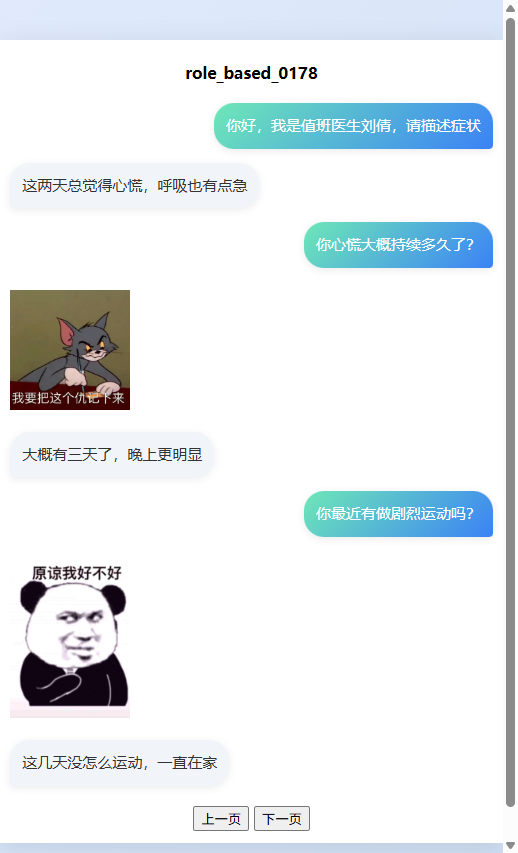 role_based_0178
你好，我是值班医生刘倩，请描述症状
这两天总觉得心慌，呼吸也有点急
你心慌大概持续多久了？
我要把这个仇记下来
大概有三天了，晚上更明显
你最近有做剧烈运动吗？
原谅我好不好
这几天没怎么运动，一直在家
上一页 下一页